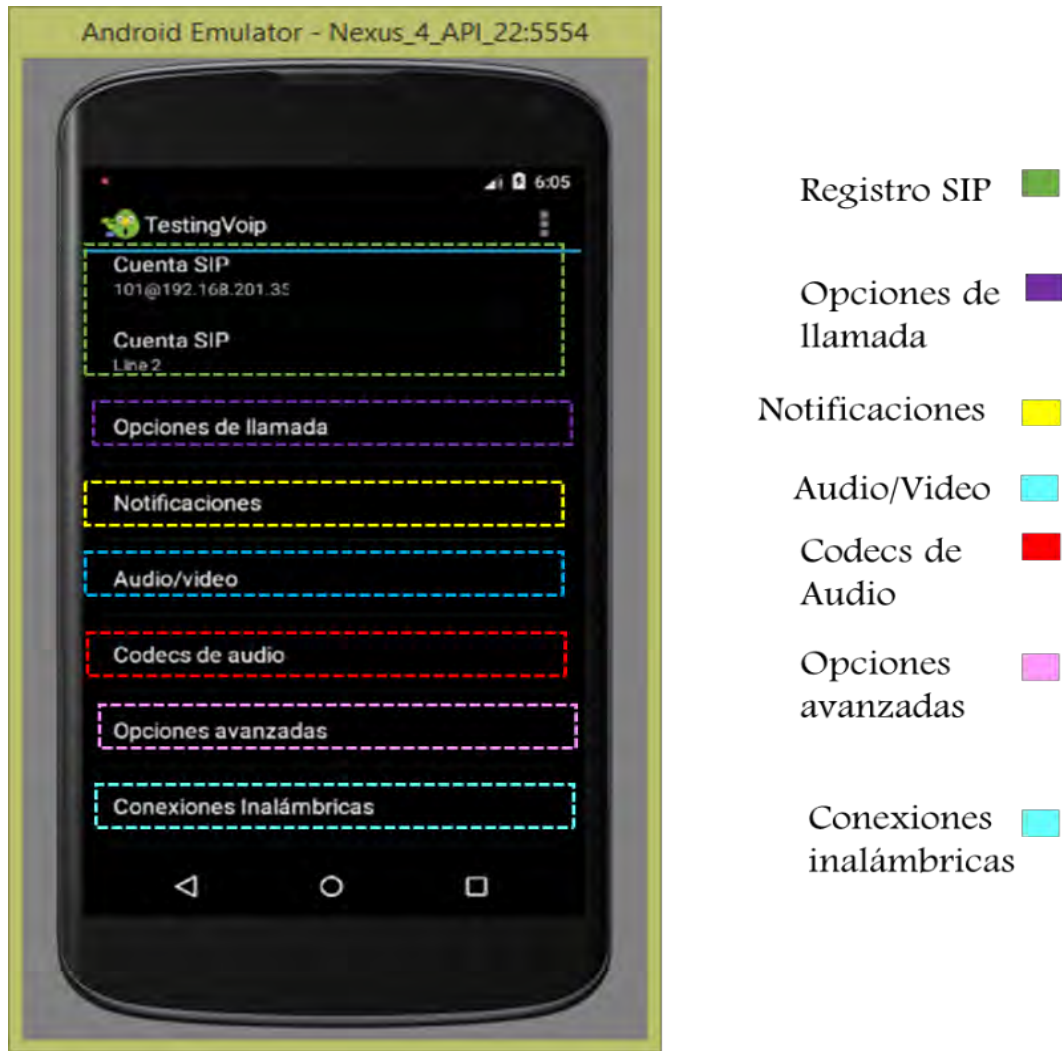 Android Emulator - Nexus_4_API_22:5554
6:05
TestingVoip
Cuenta SIP
101@192.168.201.35
Cuenta SIP
Line 2
Opciones de llamada
Notificaciones
Audio/video
Codecs de audio
Opciones avanzadas
Conexiones Inalámbricas
Registro SIP
Opciones de
llamada
Notificaciones
Audio/Video
Codecs de
Audio
Opciones
avanzadas
Conexiones
inalámbricas